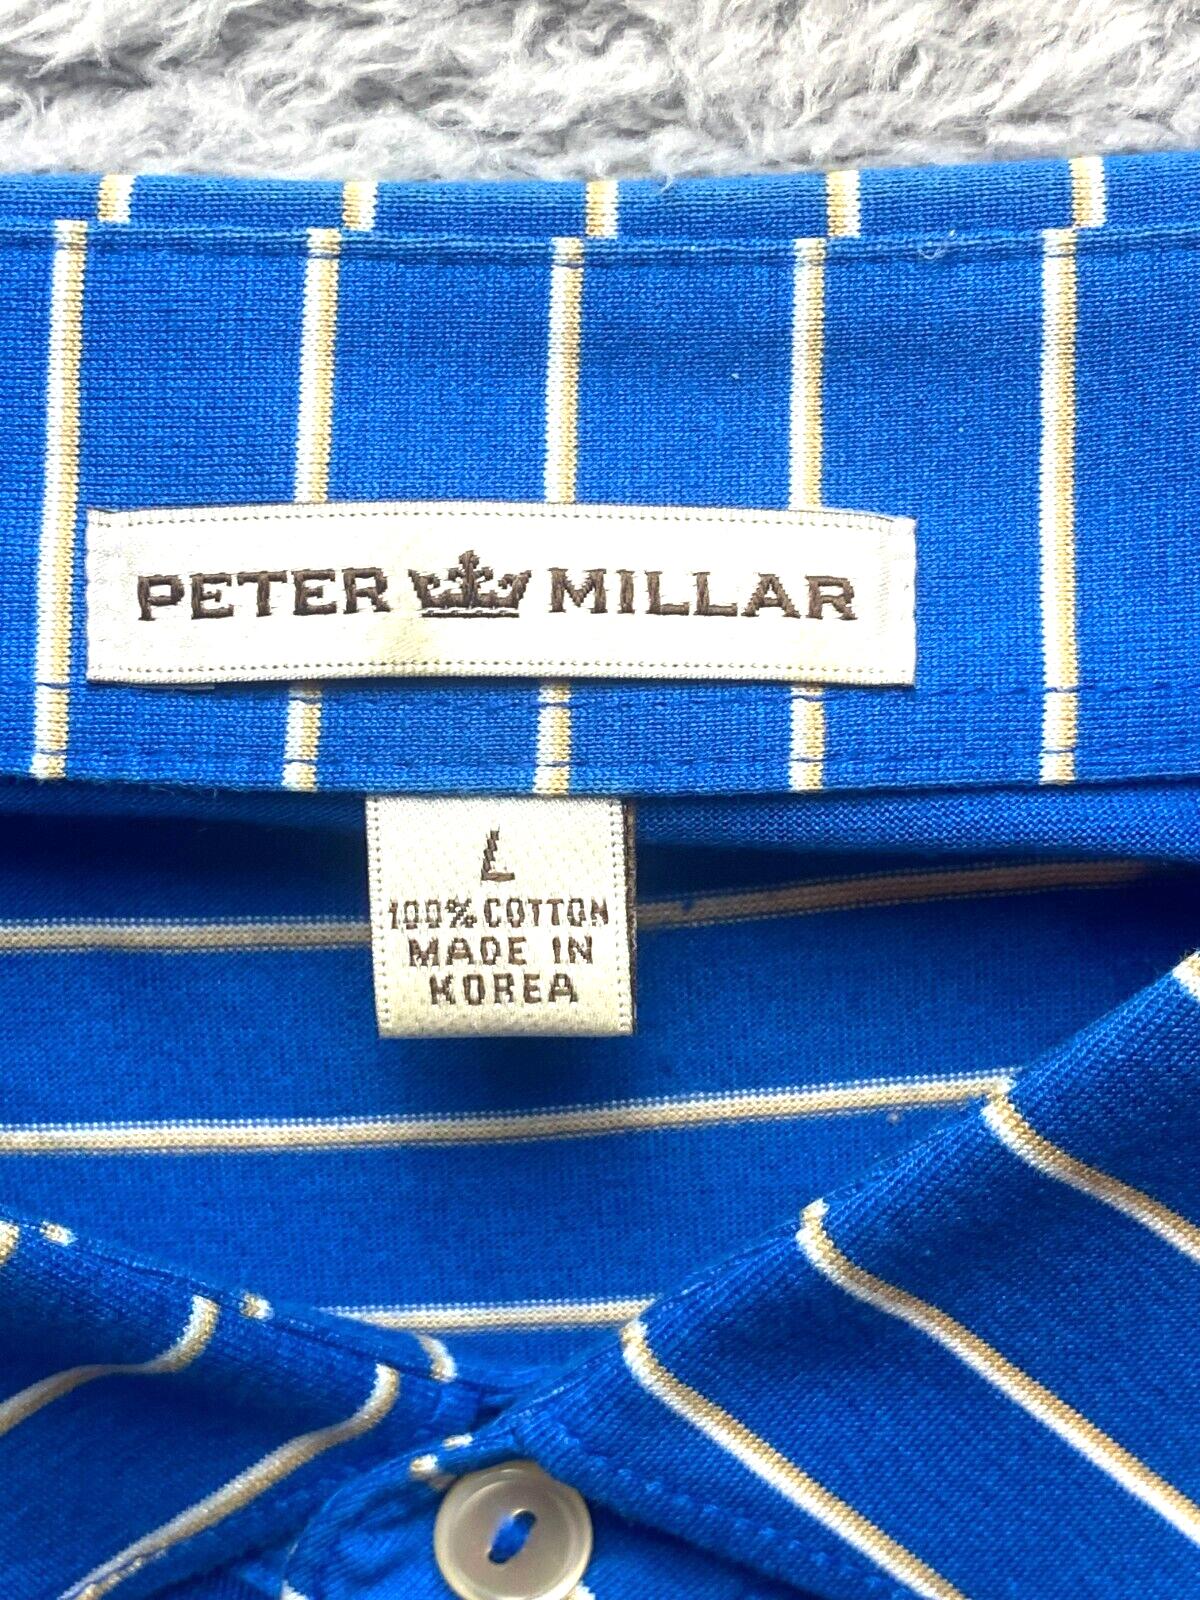 PETER MILLAR
L
100% COTTON
MADE IN
KOREA